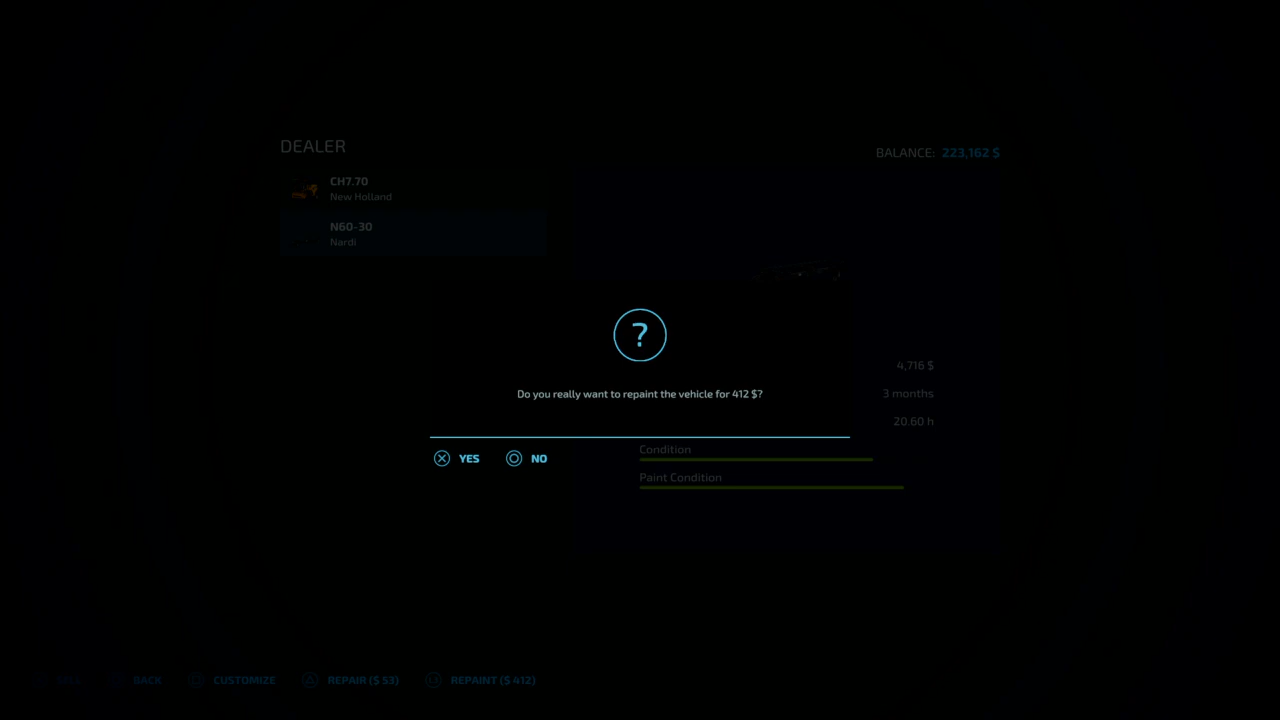 DEALER
BALANCE: 223,162 $
CH7.70
New Holland
N60-30
Nardi
?
4,716 $
Do you really want to repaint the vehicle for 412 $?
3 months
20.60 h
Condition
YES NO
Paint Condition
BACK CUSTOMIZE REPAIR ($ 53) REPAINT ($ 412)